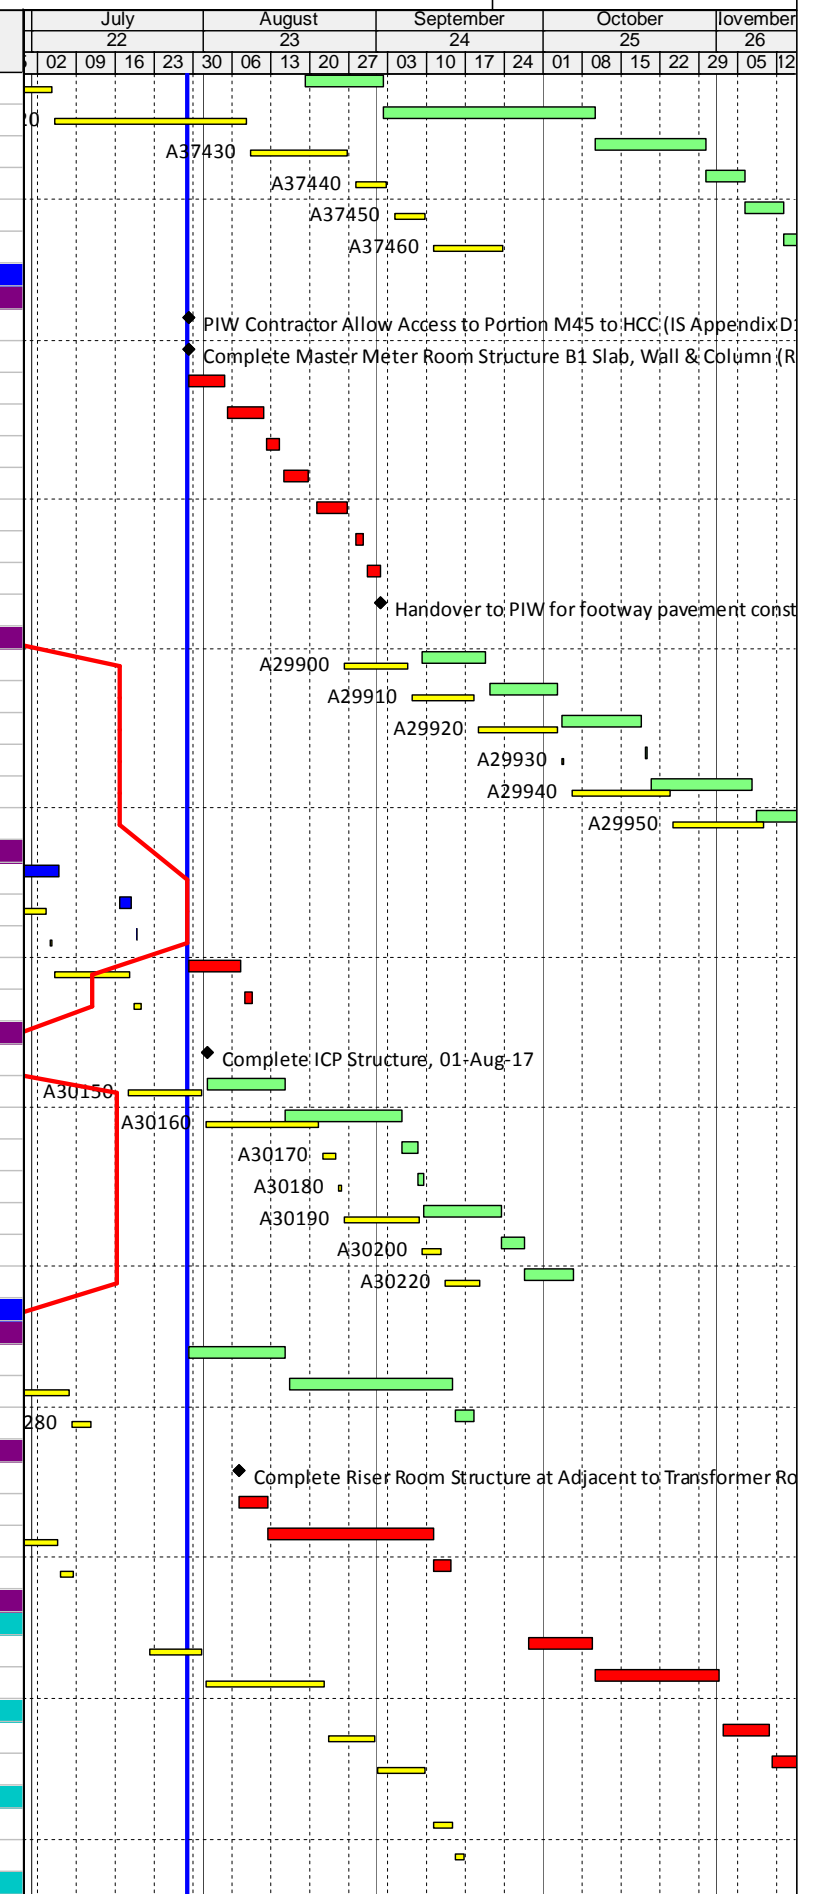 July August September October lovember
22 23 24 25 26
02 09 16 23 30 06 13 20 27 03 10 17 24 01 08 15 22 29 05 12
20
A37430
A37440
A37450
A37460
PIW Contractor Allow Access to Portion M45 to HCC (IS Appendix D1
Complete Master Meter Room Structure B1 Slab, Wall & Column (R
Handover to PIW for footway pavement const
A29900
A29910
A29920
A29930
A29940
A29950
Complete ICP Structure, 01-Aug-17
A30150
A30160
A30170
A30180
A30190
A30200
A30220
280
Complete Riser Room Structure at Adjacent to Transformer Ro